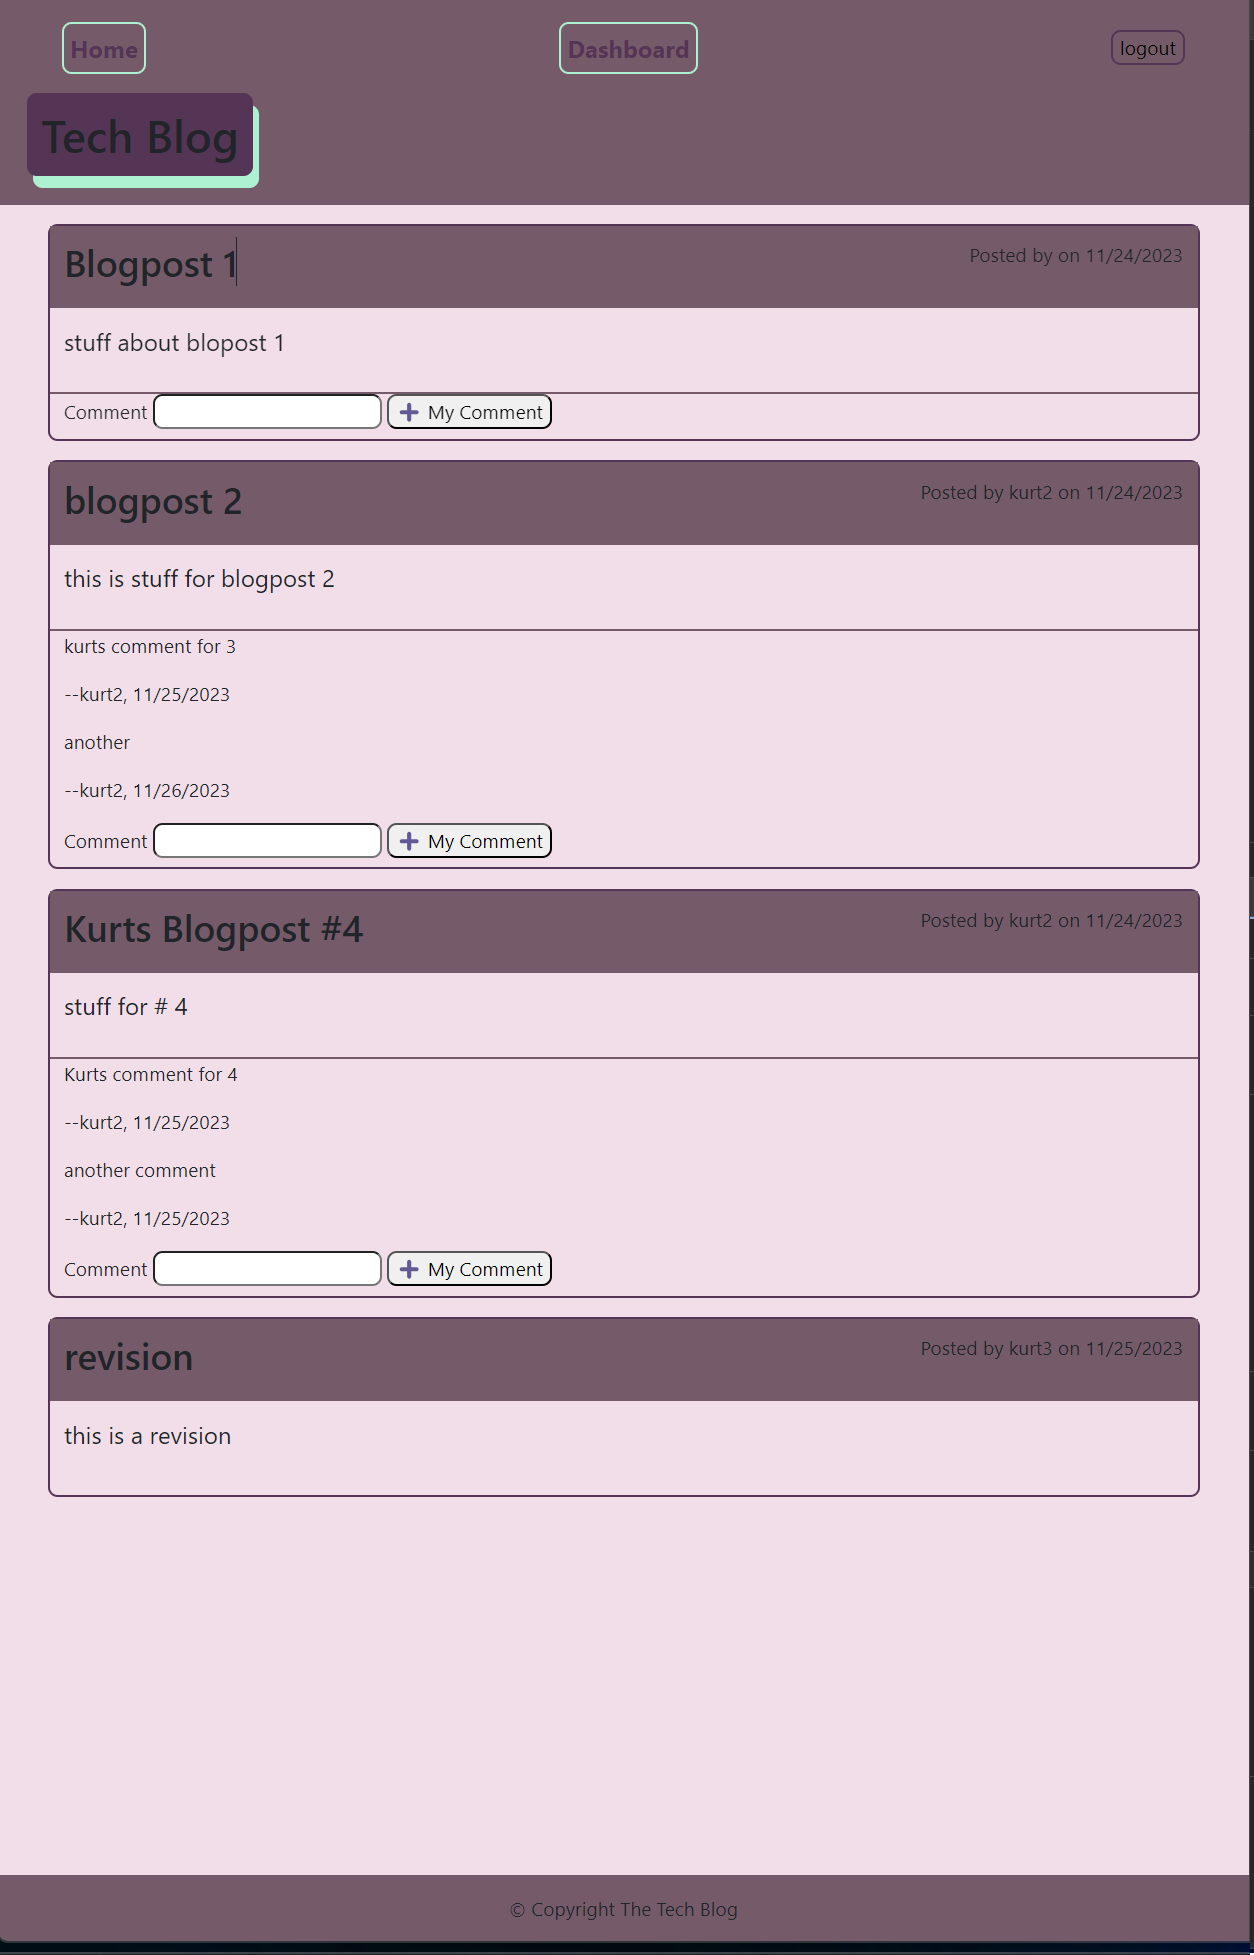 Home
Dashboard
logout
Tech Blog
Blogpost 1
Posted by on 11/24/2023
stuff about blopost 1
Comment
My Comment
blogpost 2
Posted by kurt2 on 11/24/2023
this is stuff for blogpost 2
kurts comment for 3
--kurt2, 11/25/2023
another
--kurt2, 11/26/2023
Comment
My Comment
Kurts Blogpost #4
Posted by kurt2 on 11/24/2023
stuff for # 4
Kurts comment for 4
--kurt2, 11/25/2023
another comment
--kurt2, 11/25/2023
Comment
My Comment
revision
Posted by kurt3 on 11/25/2023
this is a revision
© Copyright The Tech Blog